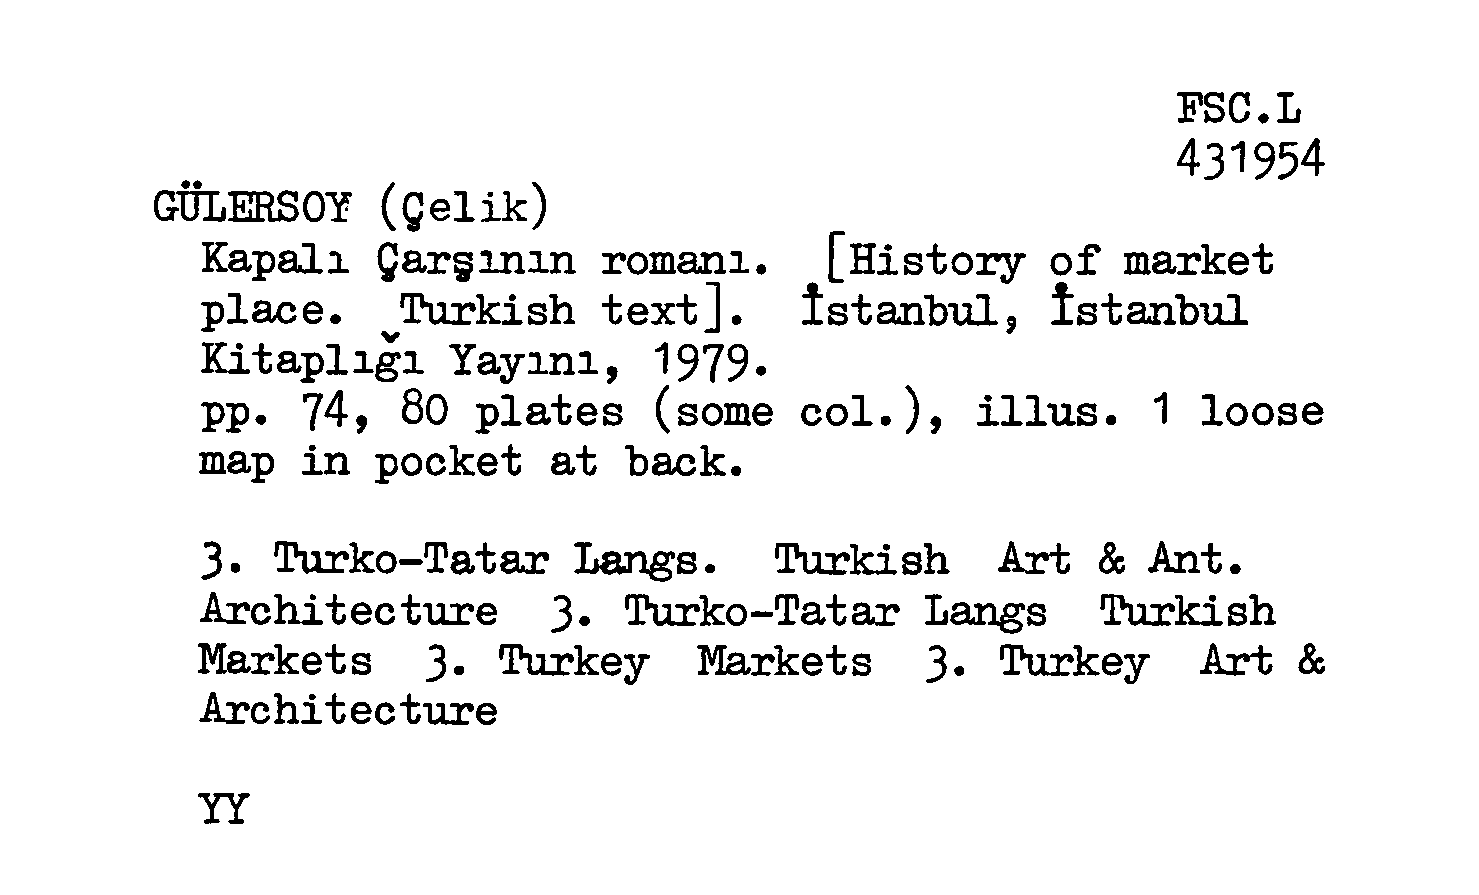 FSC.L
431954
GÜLERSOY (Çelik)
Kapalı Çarşının romanı. [History of market
place. Turkish text]. İstanbul, İstanbul
Kitaplığı Yayını, 1979.
pp. 74, 80 plates (some col.), illus. 1 loose
map in pocket at back.
3. Turko-Tatar Langs. Turkish Art & Ant.
Architecture 3. Turko-Tatar Langs Turkish
Markets 3. Turkey Markets 3. Turkey Art &
Architecture
YY